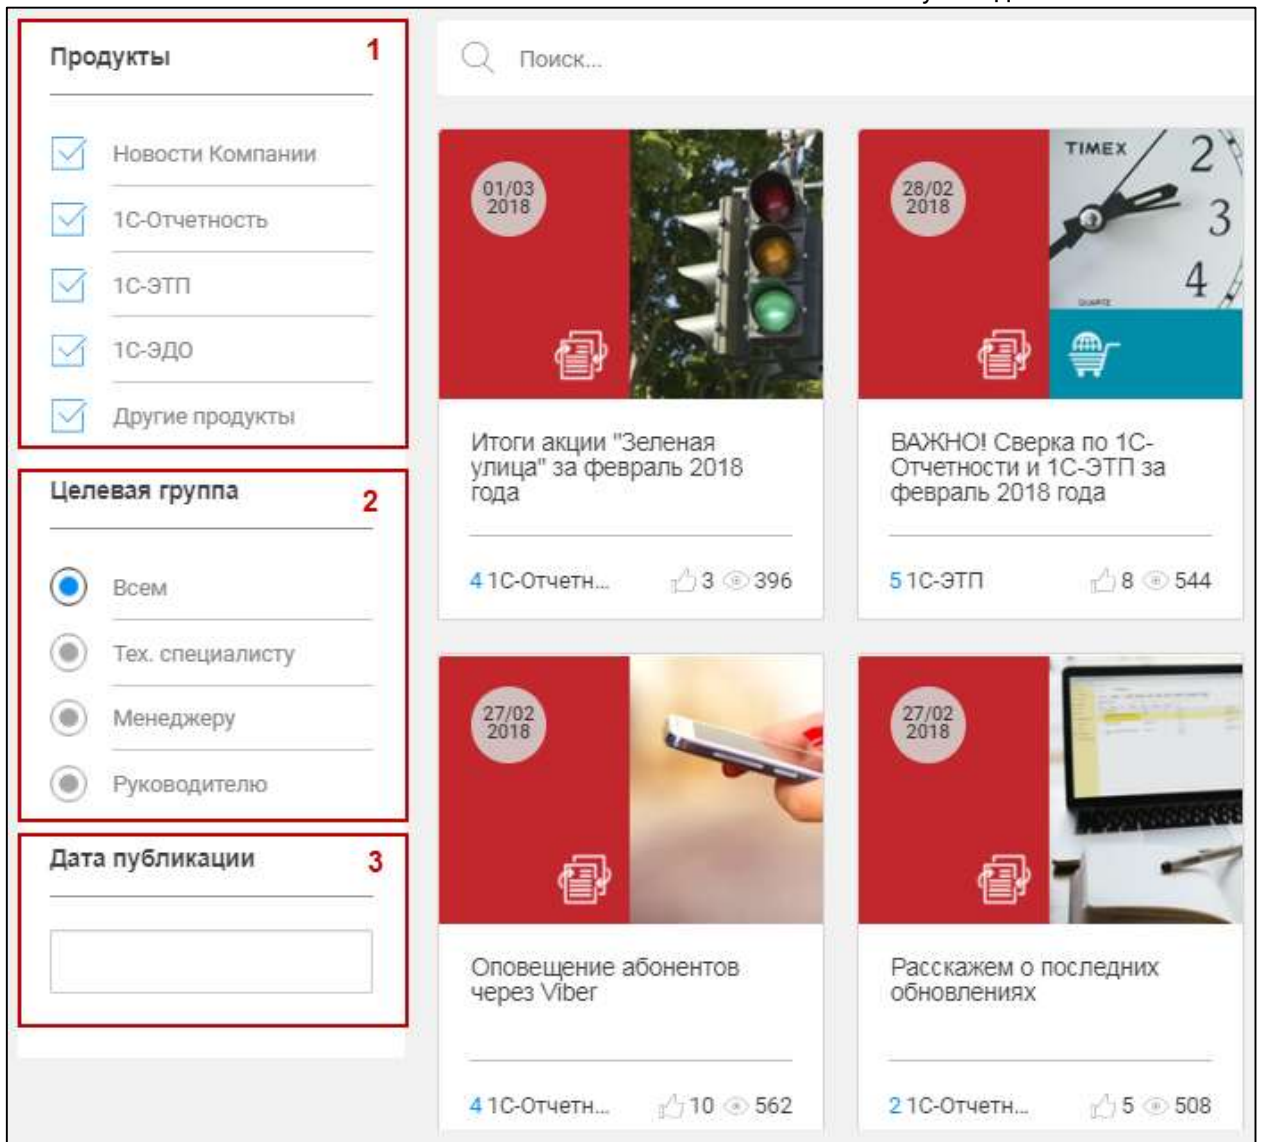 Продукты 1
Новости Компании
1С-Отчетность
1С-ЭТП
1С-ЭДО
Другие продукты
Целевая группа 2
Всем
Тех. специалисту
Менеджеру
Руководителю
Дата публикации 3
Поиск...
01/03
2018
Итоги акции "Зеленая
улица" за февраль 2018
года
4 1С-Отчетн... 3 396
28/02
2018
TIMEX
2
3
4
QUARTZ
ВАЖНО! Сверка по 1С-
Отчетности и 1С-ЭТП за
февраль 2018 года
5 1С-ЭТП 8 544
27/02
2018
Оповещение абонентов
через Viber
4 1С-Отчетн... 10 562
27/02
2018
Расскажем о последних
обновлениях
2 1С-Отчетн... 5 508